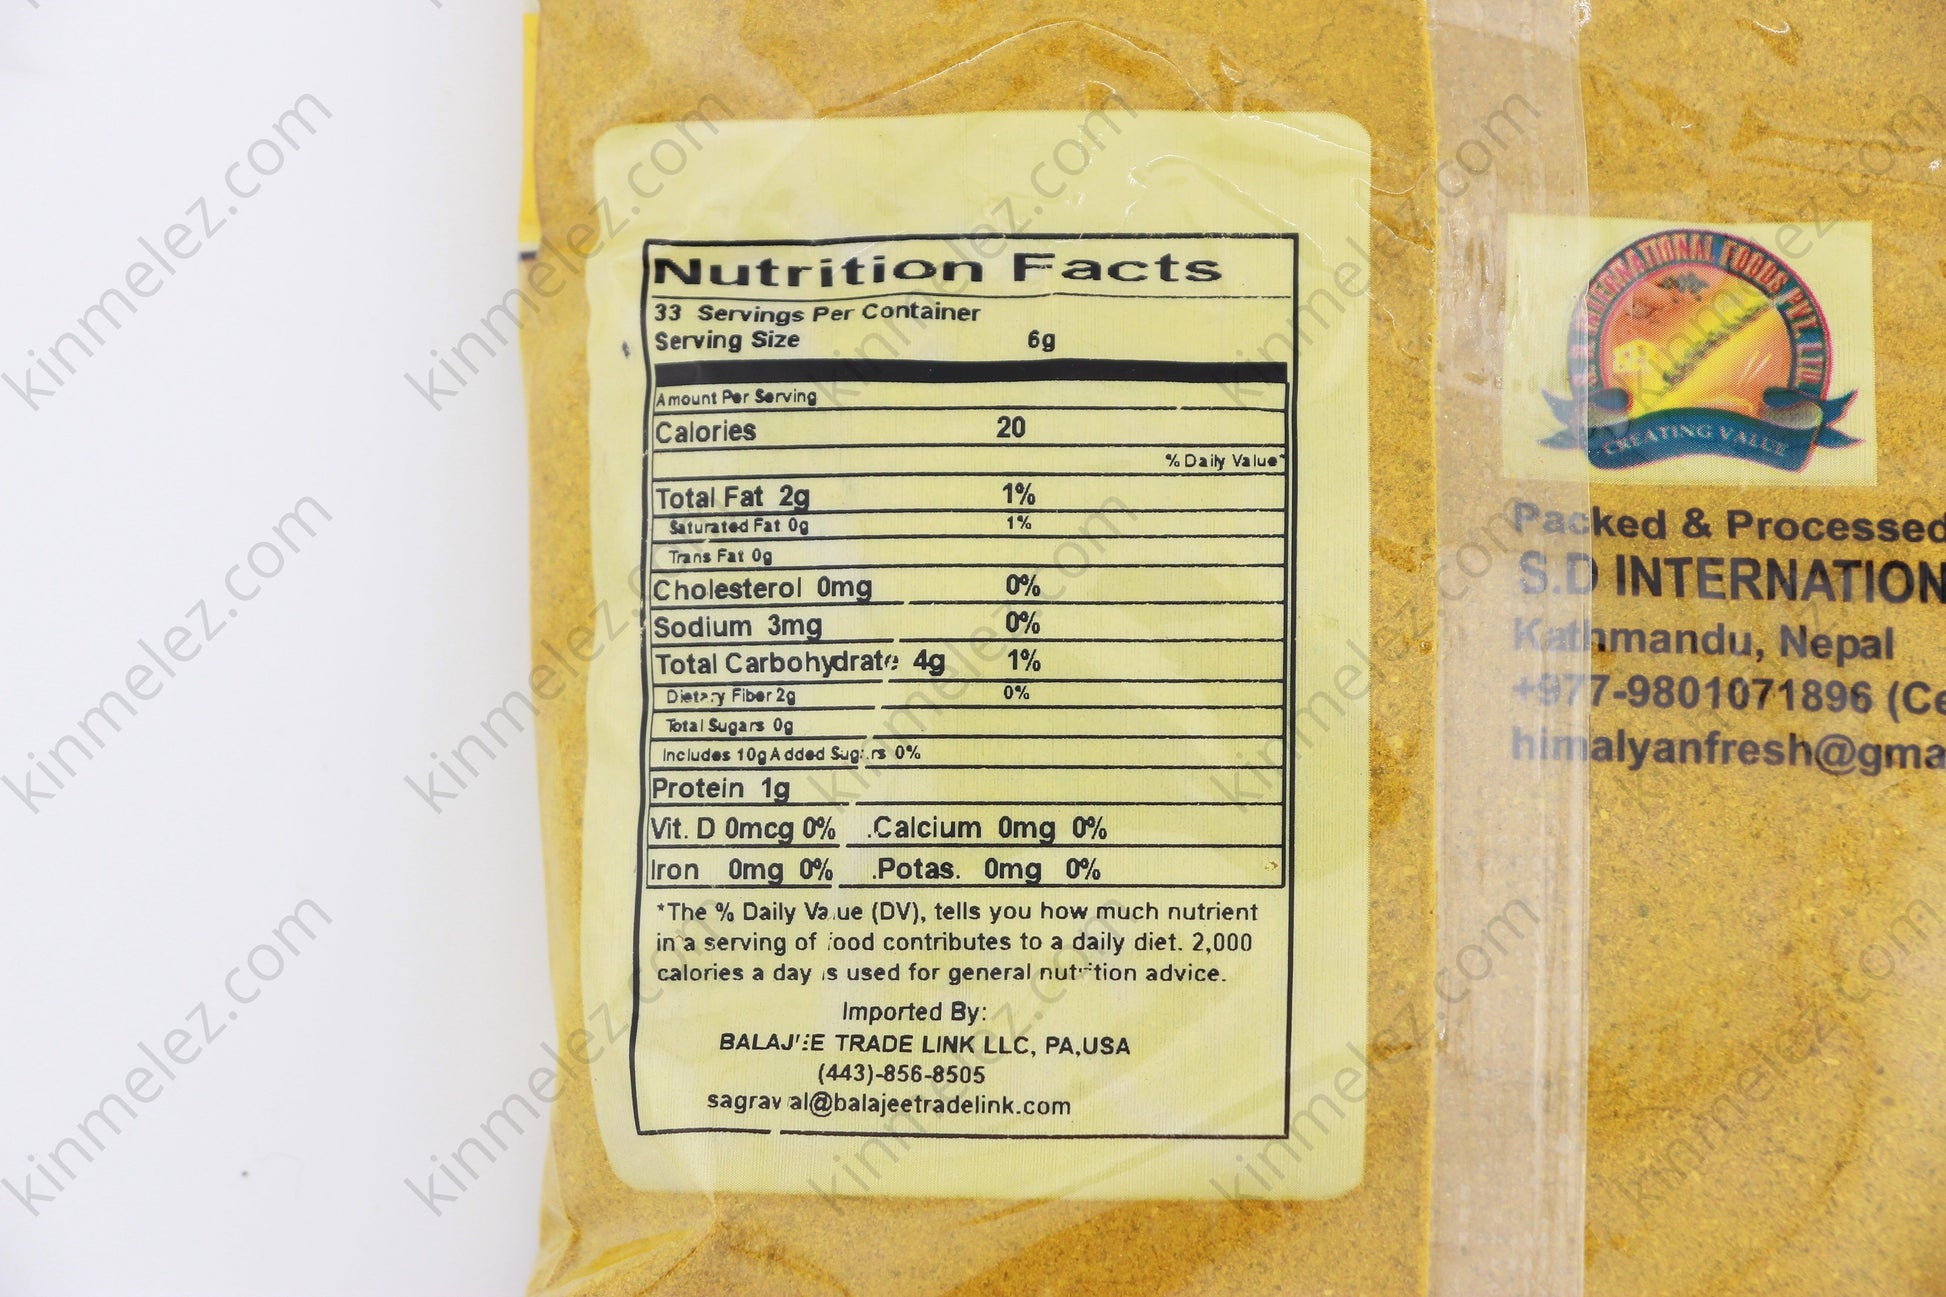 Nutrition Facts
33 Servings Per Container
Serving Size 6g
Amount Per Serving
Calories 20
% Daily Value*
Total Fat 2g 1%
Saturated Fat 0g 1%
Trans Fat 0g
Cholesterol 0mg 0%
Sodium 3mg 0%
Total Carbohydrate 4g 1%
Dietary Fiber 2g 0%
Total Sugars 0g
Includes 10g Added Sugars 0%
Protein 1g
Vit. D 0mcg 0% .Calcium 0mg 0%
Iron 0mg 0% .Potas. 0mg 0%
*The % Daily Value (DV), tells you how much nutrient
in a serving of food contributes to a daily diet. 2,000
calories a day is used for general nutrition advice.
Imported By:
BALAJEE TRADE LINK LLC, PA,USA
(443)-856-8505
sagrawal@balajeetradelink.com
INTERNATIONAL FOODS PVT. LTD.
CREATING VALUE
Packed & Processed
S.D INTERNATION
Kathmandu, Nepal
+977-9801071896 (Ce
himalyanfresh@gma
kinmelez.com